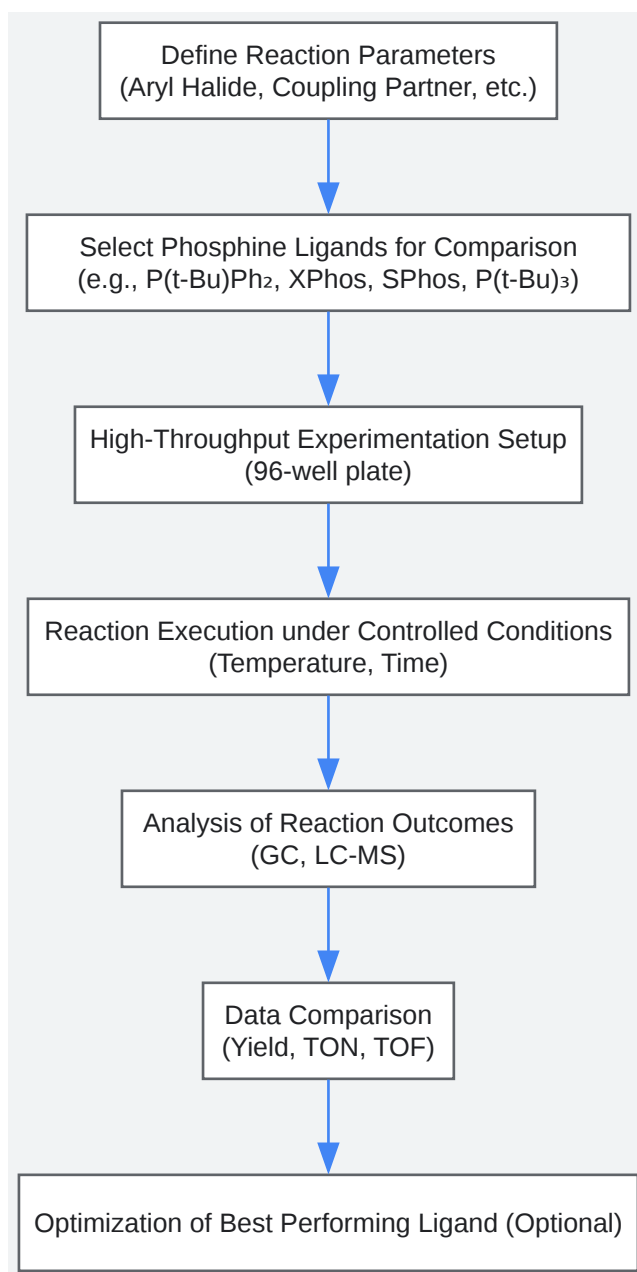 Define Reaction Parameters
(Aryl Halide, Coupling Partner, etc.)
Select Phosphine Ligands for Comparison
(e.g., P(t-Bu)Ph₂, XPhos, SPhos, P(t-Bu)₃)
High-Throughput Experimentation Setup
(96-well plate)
Reaction Execution under Controlled Conditions
(Temperature, Time)
Analysis of Reaction Outcomes
(GC, LC-MS)
Data Comparison
(Yield, TON, TOF)
Optimization of Best Performing Ligand (Optional)